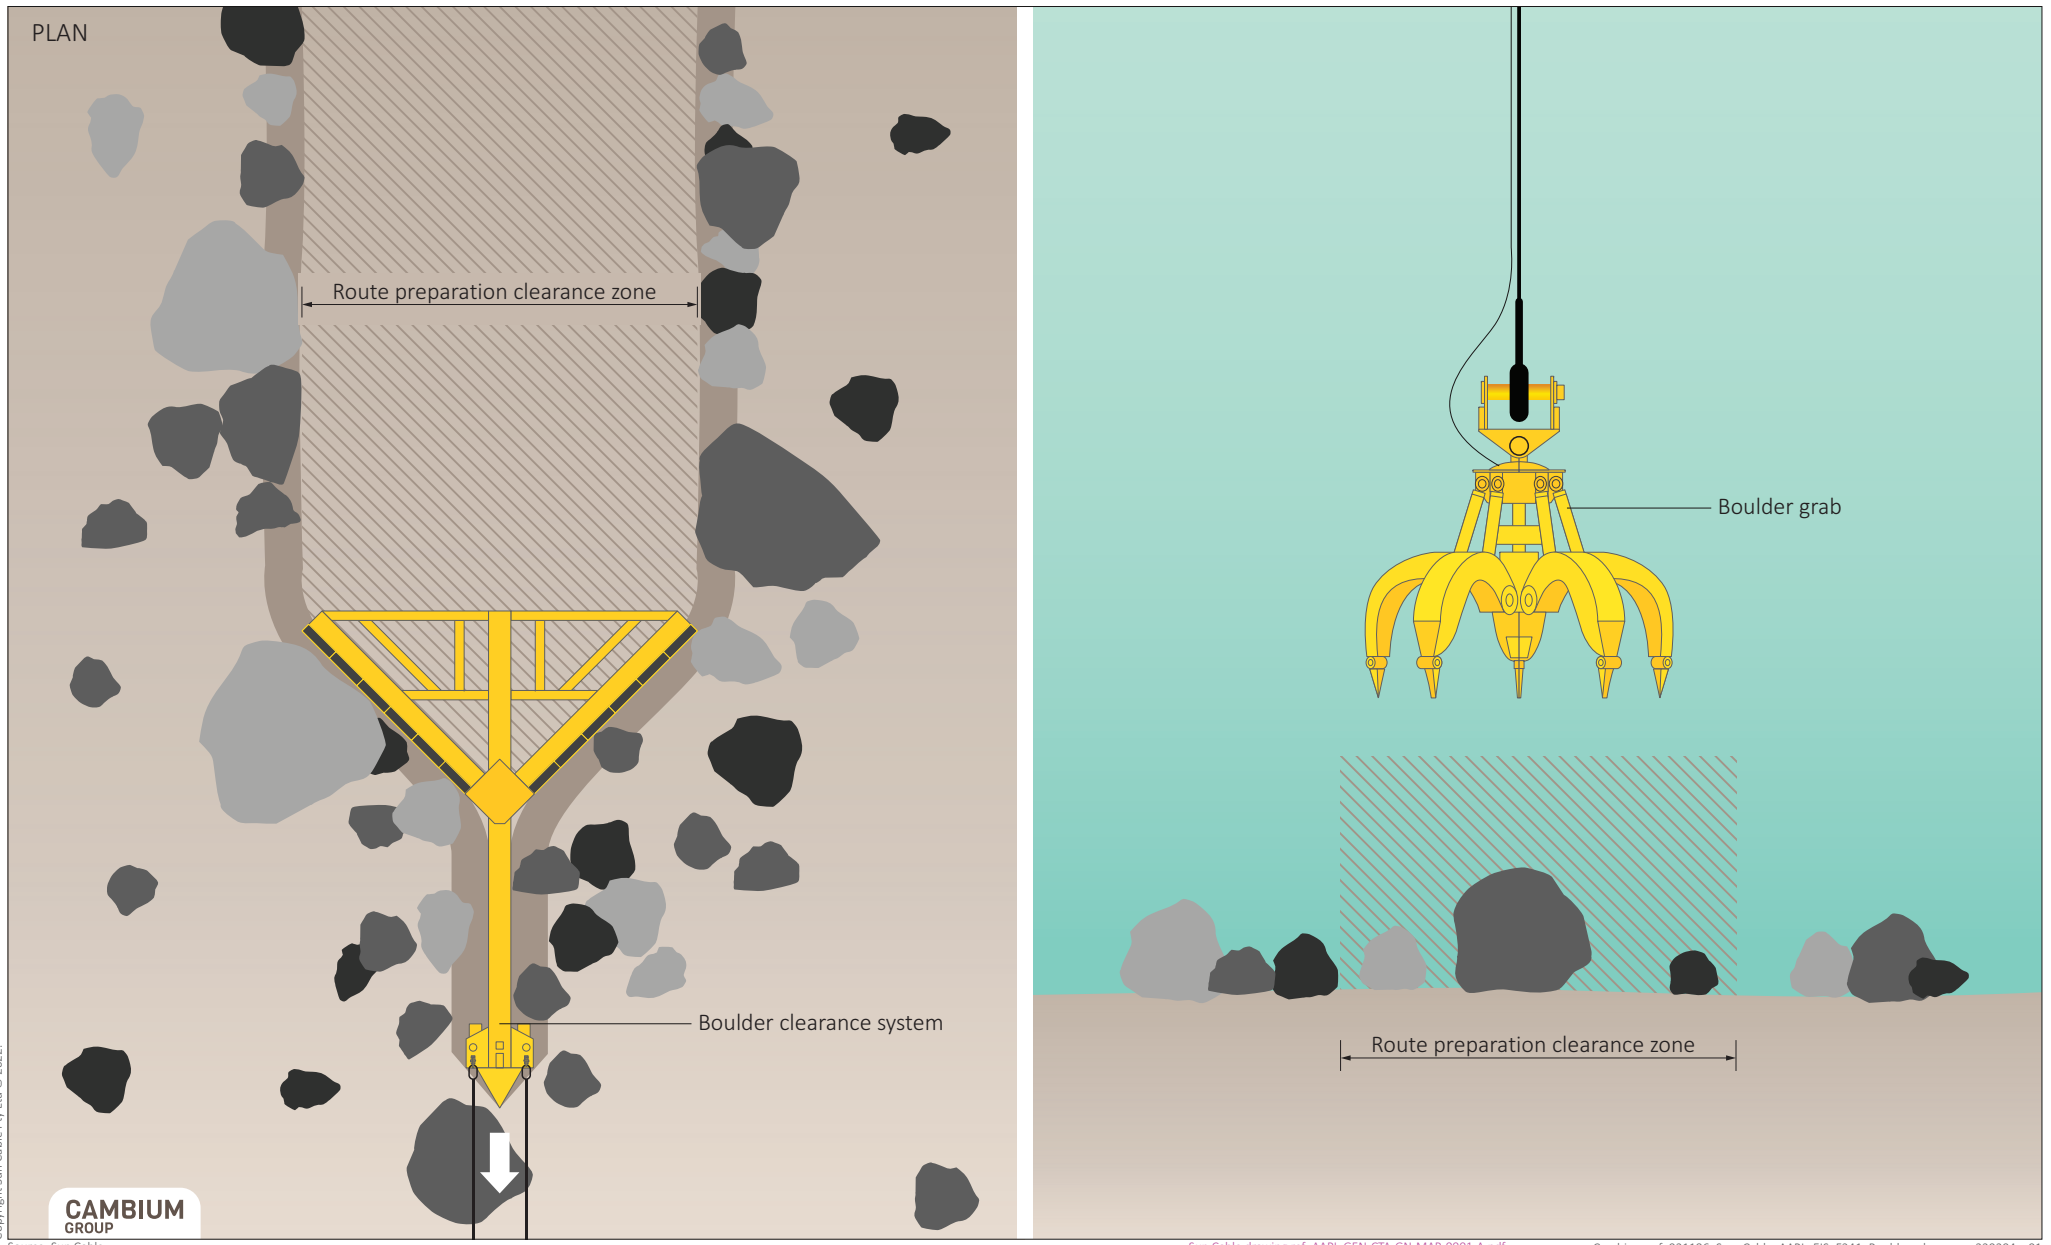 PLAN
Route preparation clearance zone
Boulder clearance system
CAMBIUM
GROUP
Boulder grab
Route preparation clearance zone